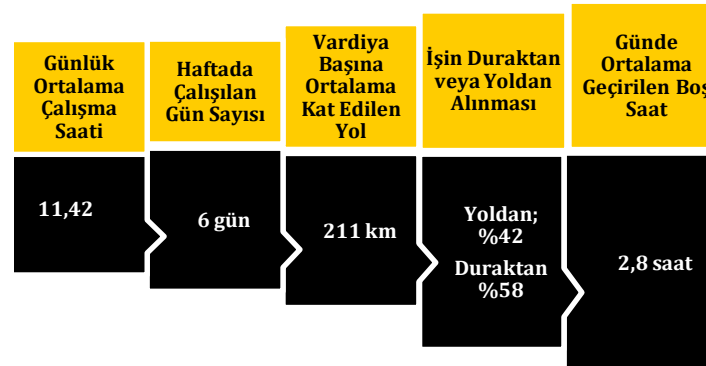 Günlük
Ortalama
Çalışma
Saati
11,42
Haftada
Çalışılan
Gün Sayısı
6 gün
Vardiya
Başına
Ortalama
Kat Edilen
Yol
211 km
İşin Duraktan
veya Yoldan
Alınması
Yoldan;
%42
Duraktan
%58
Günde
Ortalama
Geçirilen Boş
Saat
2,8 saat